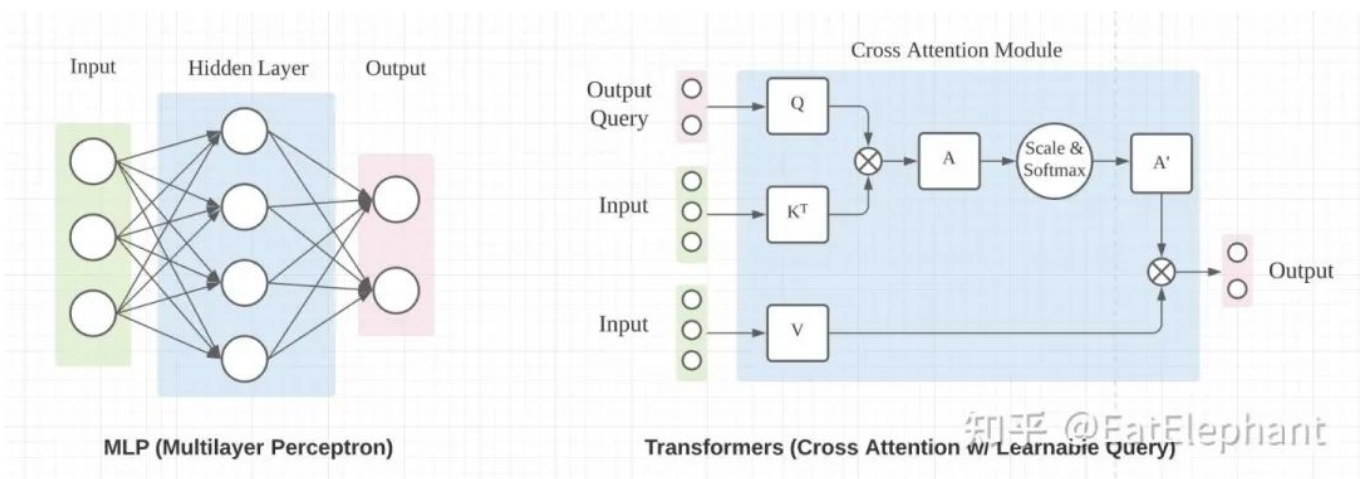 Input
Hidden Layer
Output
MLP (Multilayer Perceptron)
Cross Attention Module
Output
Query
Q
Input
Kᵀ
A
Scale &
Softmax
A'
Input
V
Output
Transformers (Cross Attention w/ Learnable Query)
知乎 @EatElephant